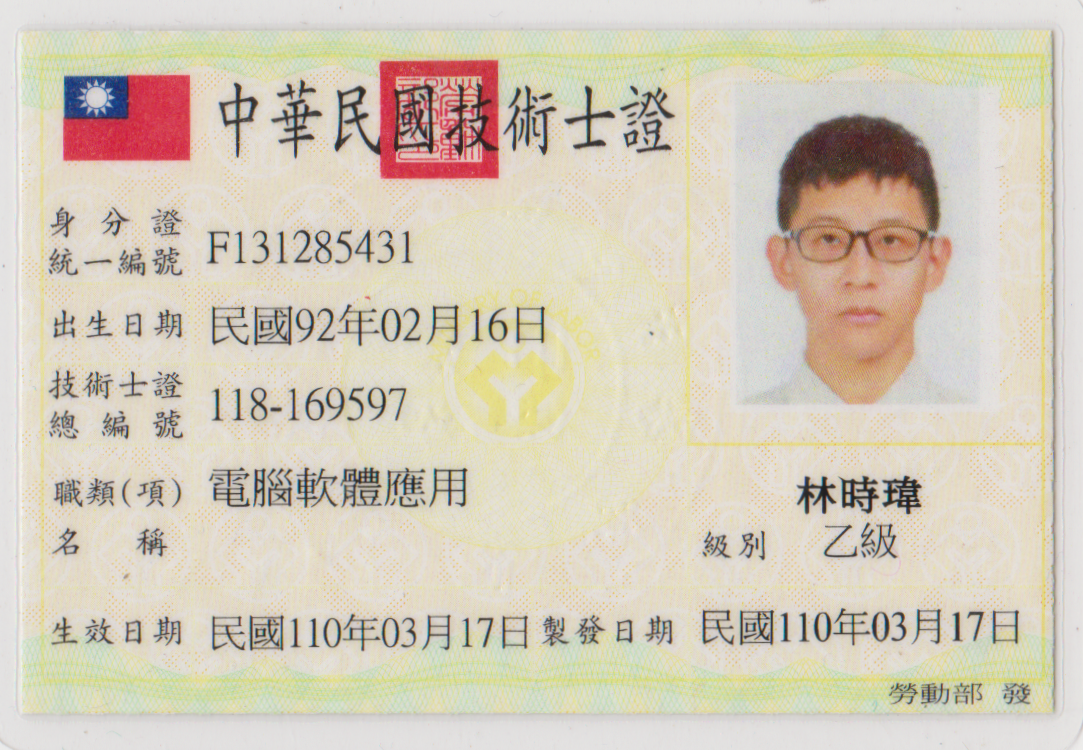 中華民國技術士證
身分證統一編號 F131285431
出生日期 民國92年02月16日
技術士證總編號 118-169597
職類(項)名稱 電腦軟體應用
林時瑋
級別 乙級
生效日期 民國110年03月17日 製發日期 民國110年03月17日
勞動部 發